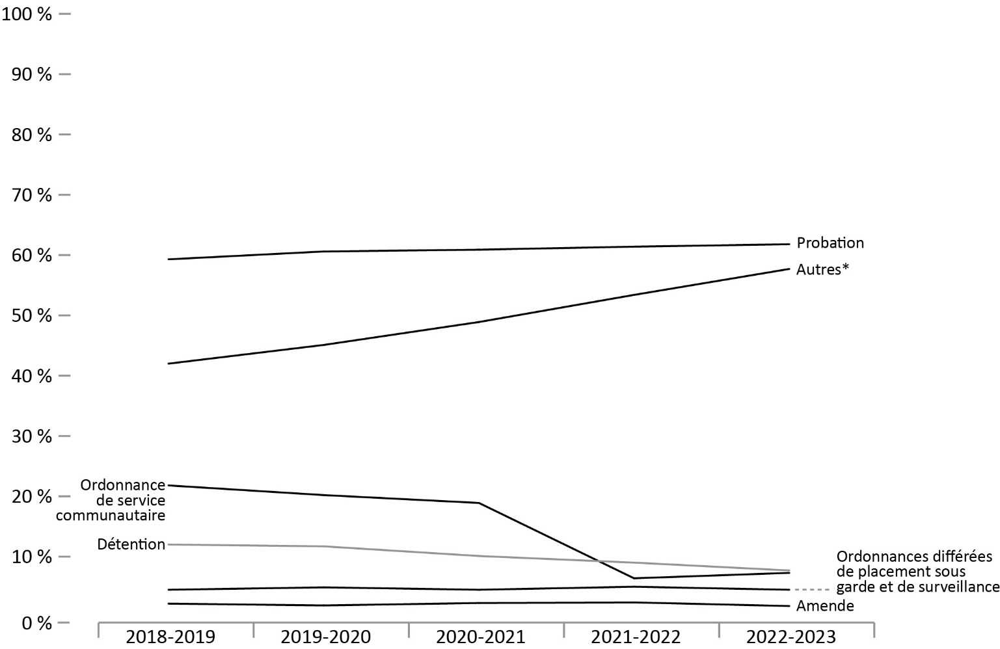 100 %
90 %
80 %
70 %
60 %
50 %
40 %
30 %
20 %
10 %
0 %
Probation
Autres*
Ordonnance
de service
communautaire
Détention
Ordonnances différées
de placement sous
garde et de surveillance
Amende
2018-2019
2019-2020
2020-2021
2021-2022
2022-2023